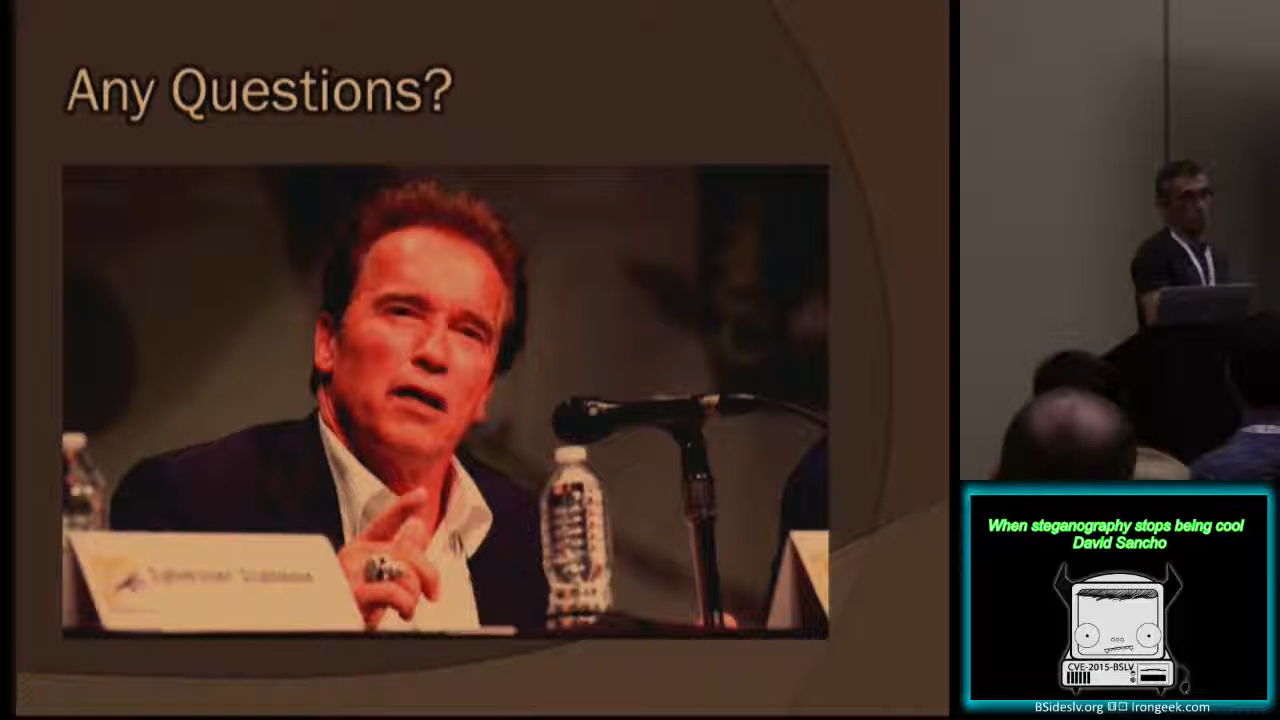 Any Questions?
When steganography stops being cool
David Sancho
CVE-2015-BSLV
BSideslv.org
Irongeek.com